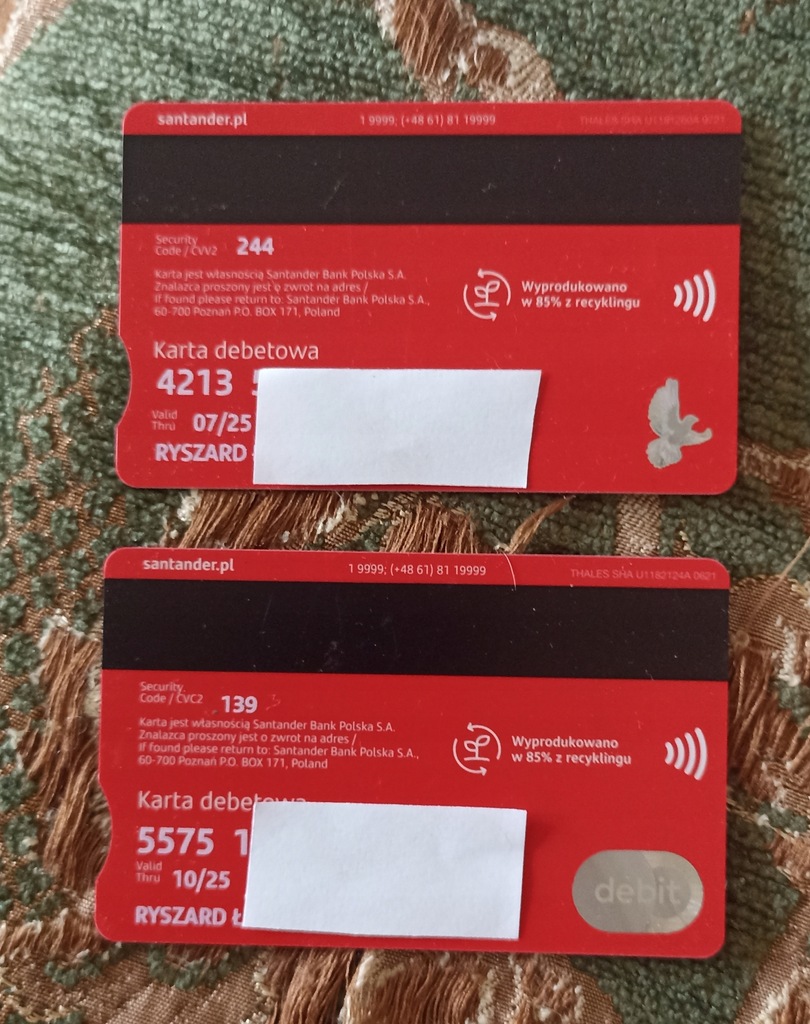 santander.pl 1 9999; (+48 61) 81 19999 THALES SHA
Security
Code / CVV2 244
Karta jest własnością Santander Bank Polska S.A.
Znalazca proszony jest o zwrot na adres /
If found please return to: Santander Bank Polska S.A.,
60-700 Poznań P.O. BOX 171, Poland
Wyprodukowano
w 85% z recyklingu
Karta debetowa
4213
Valid
Thru 07/25
RYSZARD
santander.pl 1 9999; (+48 61) 81 19999 THALES SHA U1182124A 0621
Security
Code / CVC2 139
Karta jest własnością Santander Bank Polska S.A.
Znalazca proszony jest o zwrot na adres /
If found please return to: Santander Bank Polska S.A.,
60-700 Poznań P.O. BOX 171, Poland
Wyprodukowano
w 85% z recyklingu
Karta debetowa
5575 1
Valid
Thru 10/25
RYSZARD Ł
debit